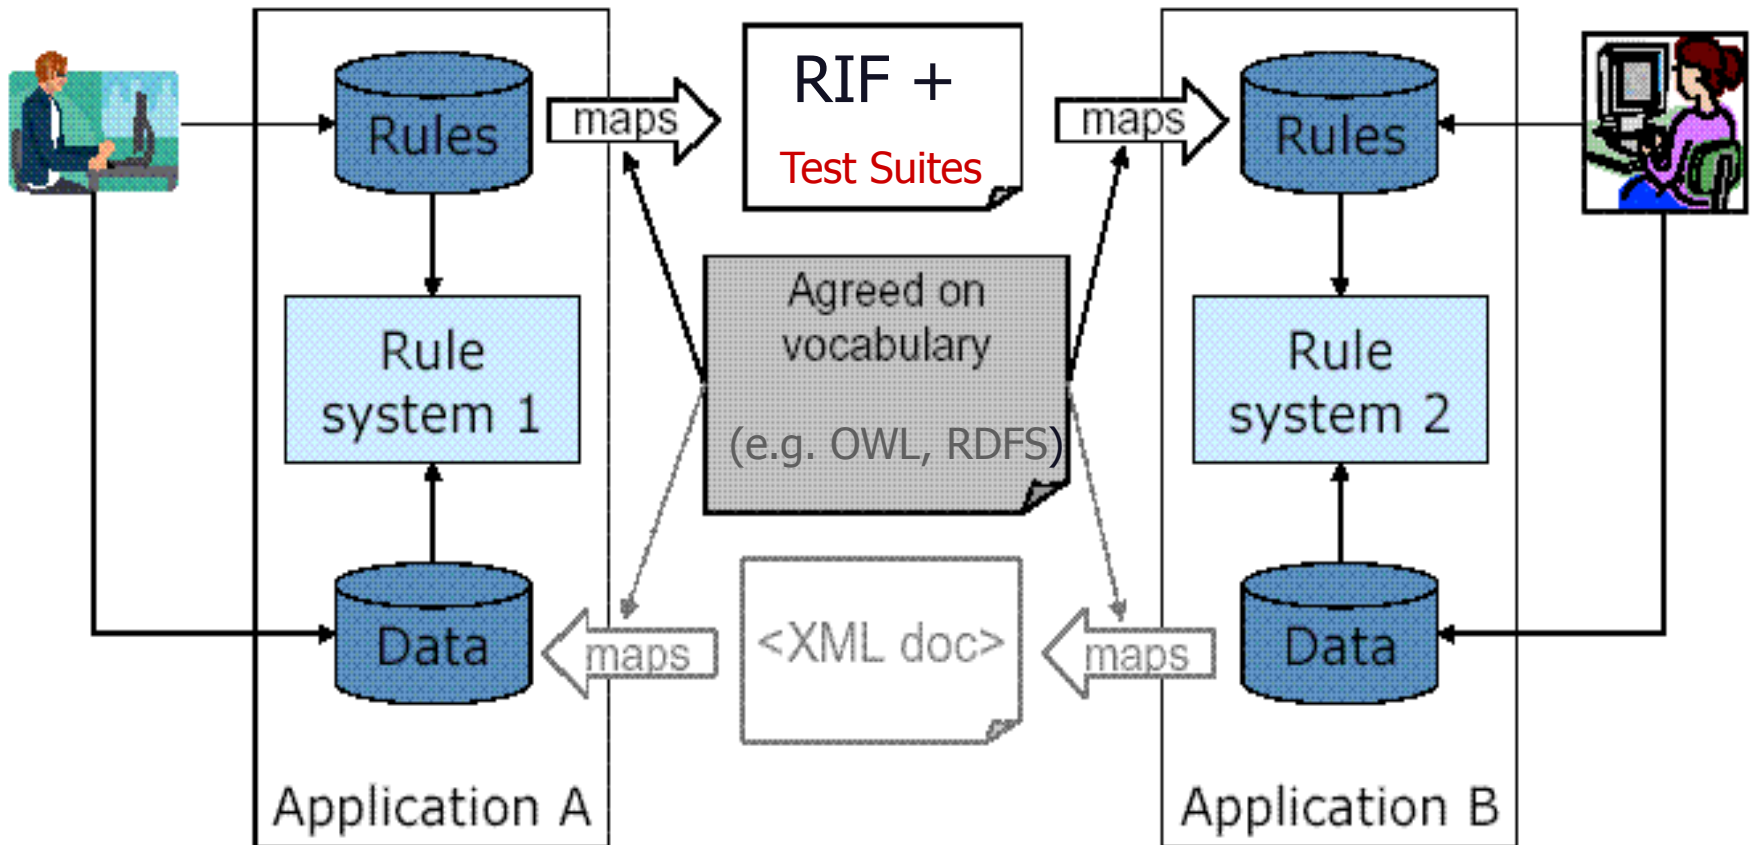 Rules
maps
RIF +
Test Suites
maps
Rules
Rule
system 1
Agreed on
vocabulary
(e.g. OWL, RDFS)
Rule
system 2
Data
maps
<XML doc>
maps
Data
Application A
Application B